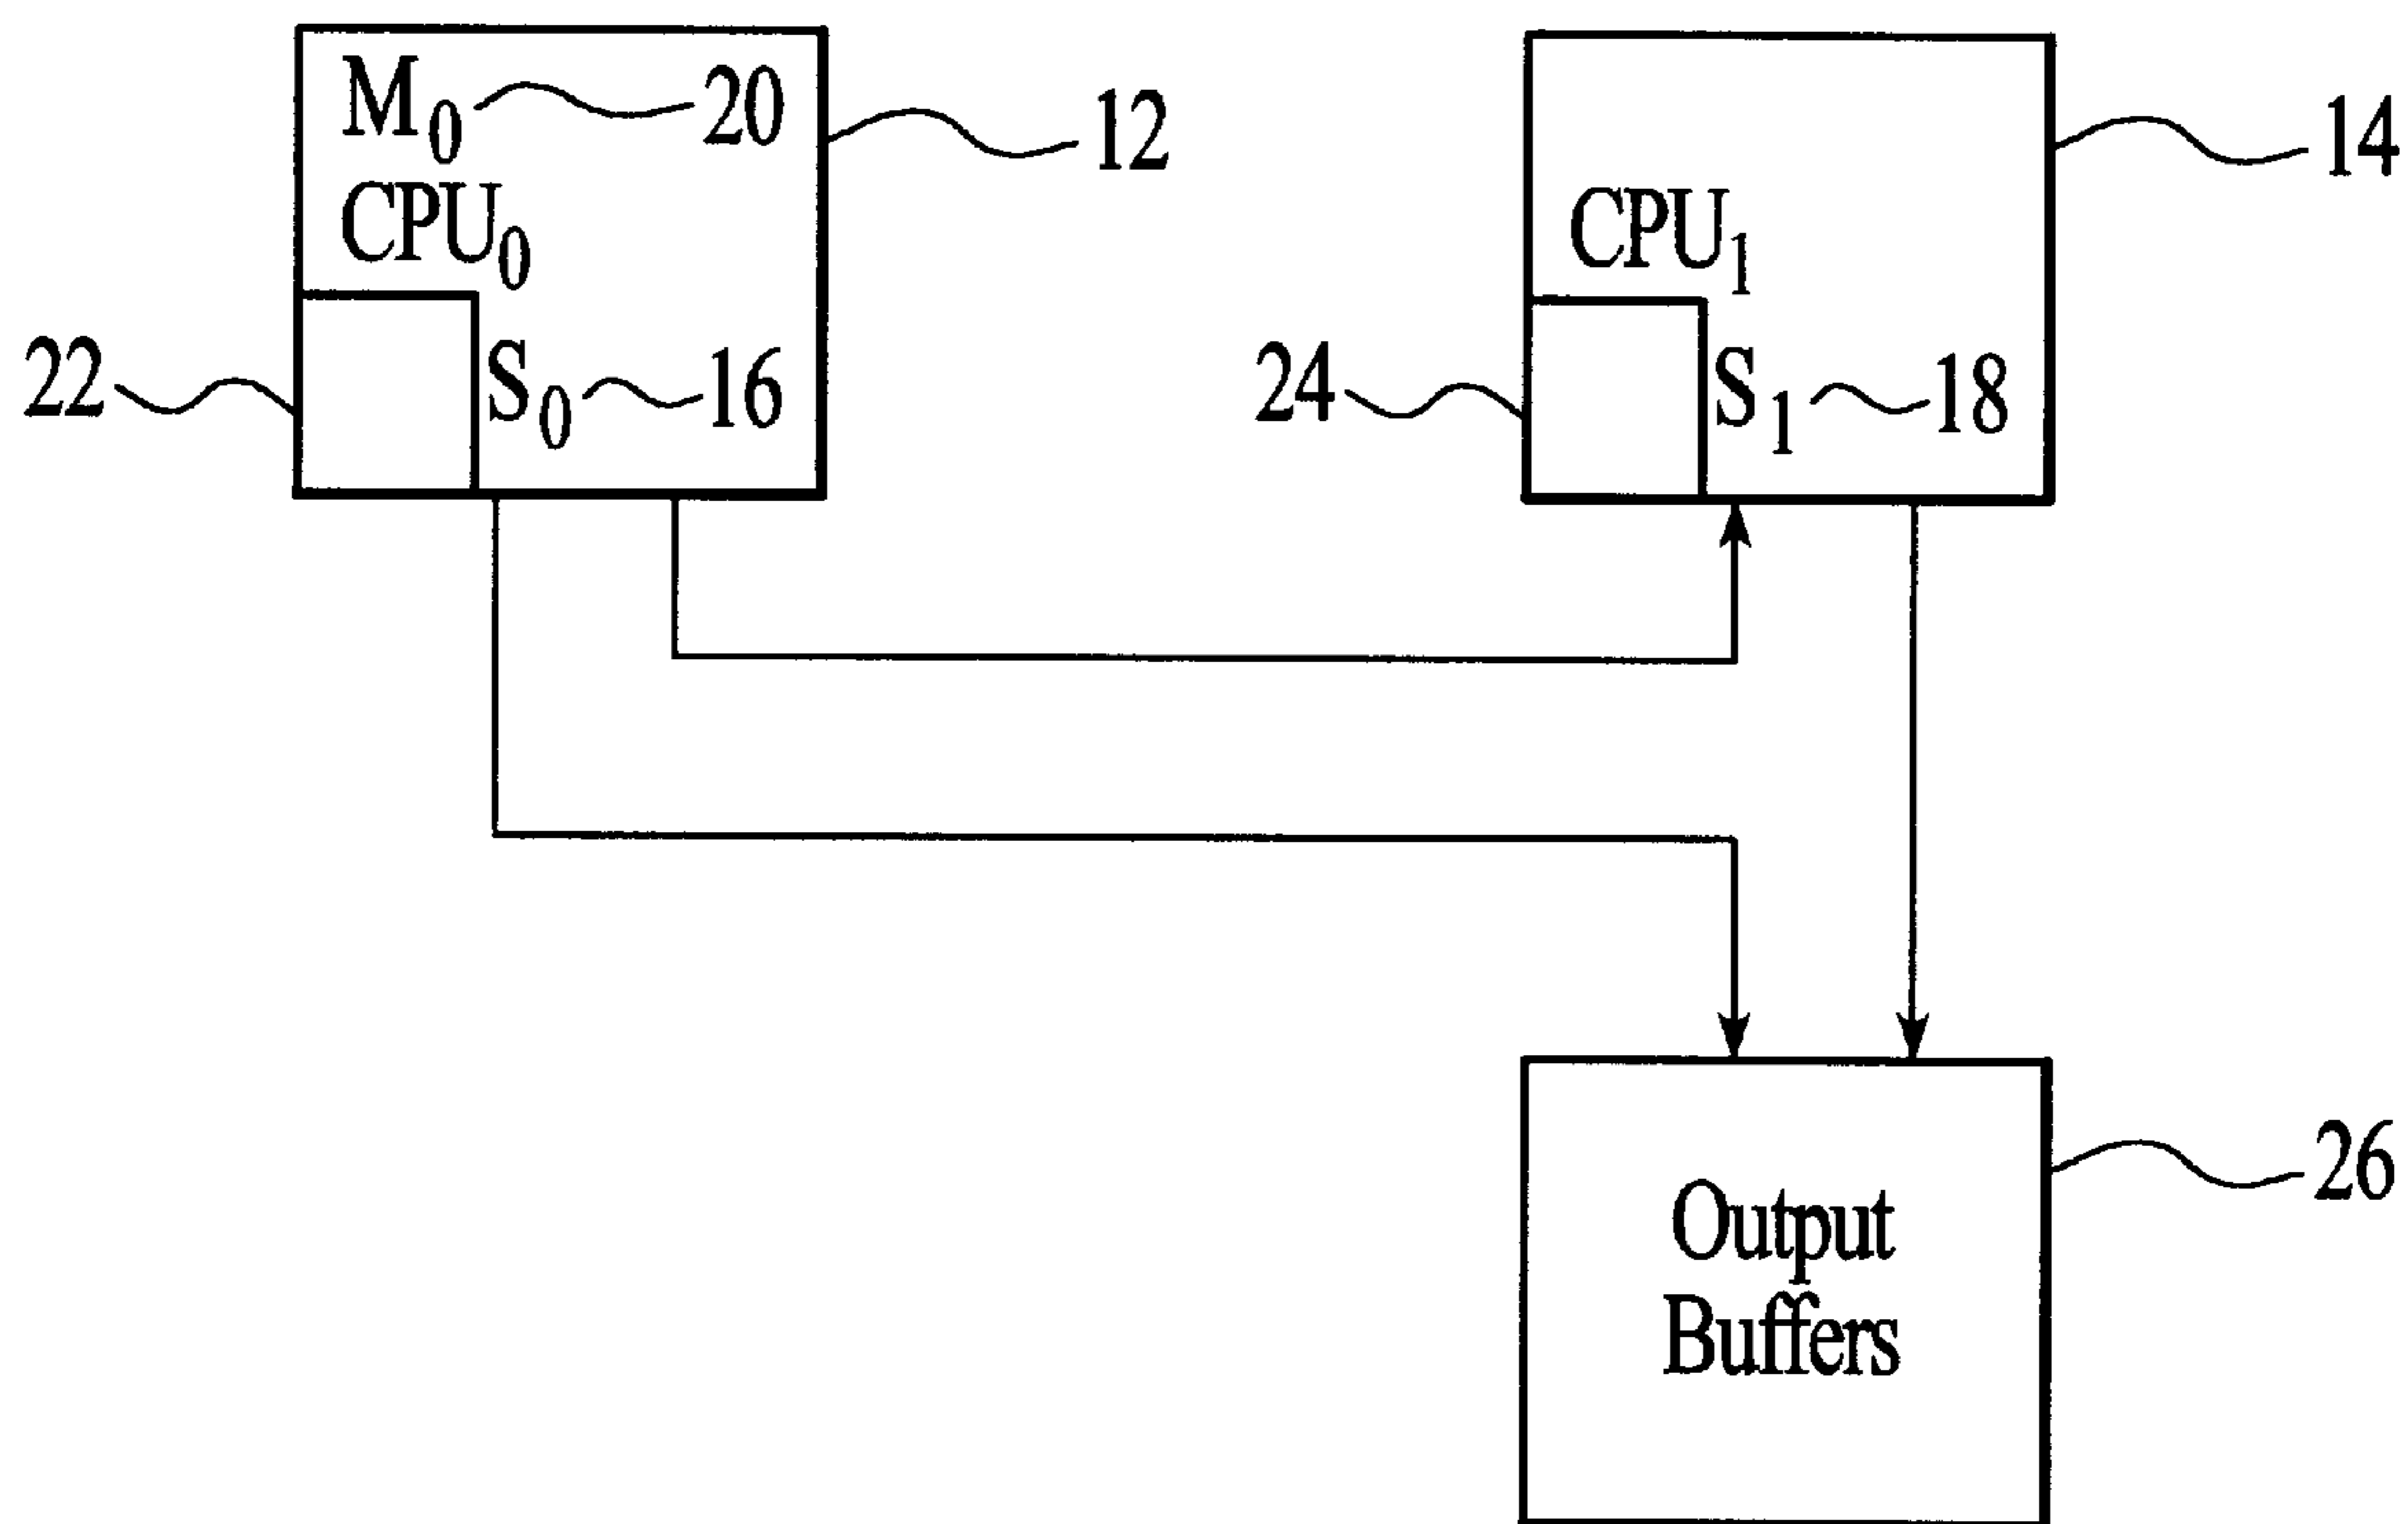 M₀ 20
12
CPU₀
22
S₀ 16
14
CPU₁
24
S₁ 18
26
Output
Buffers